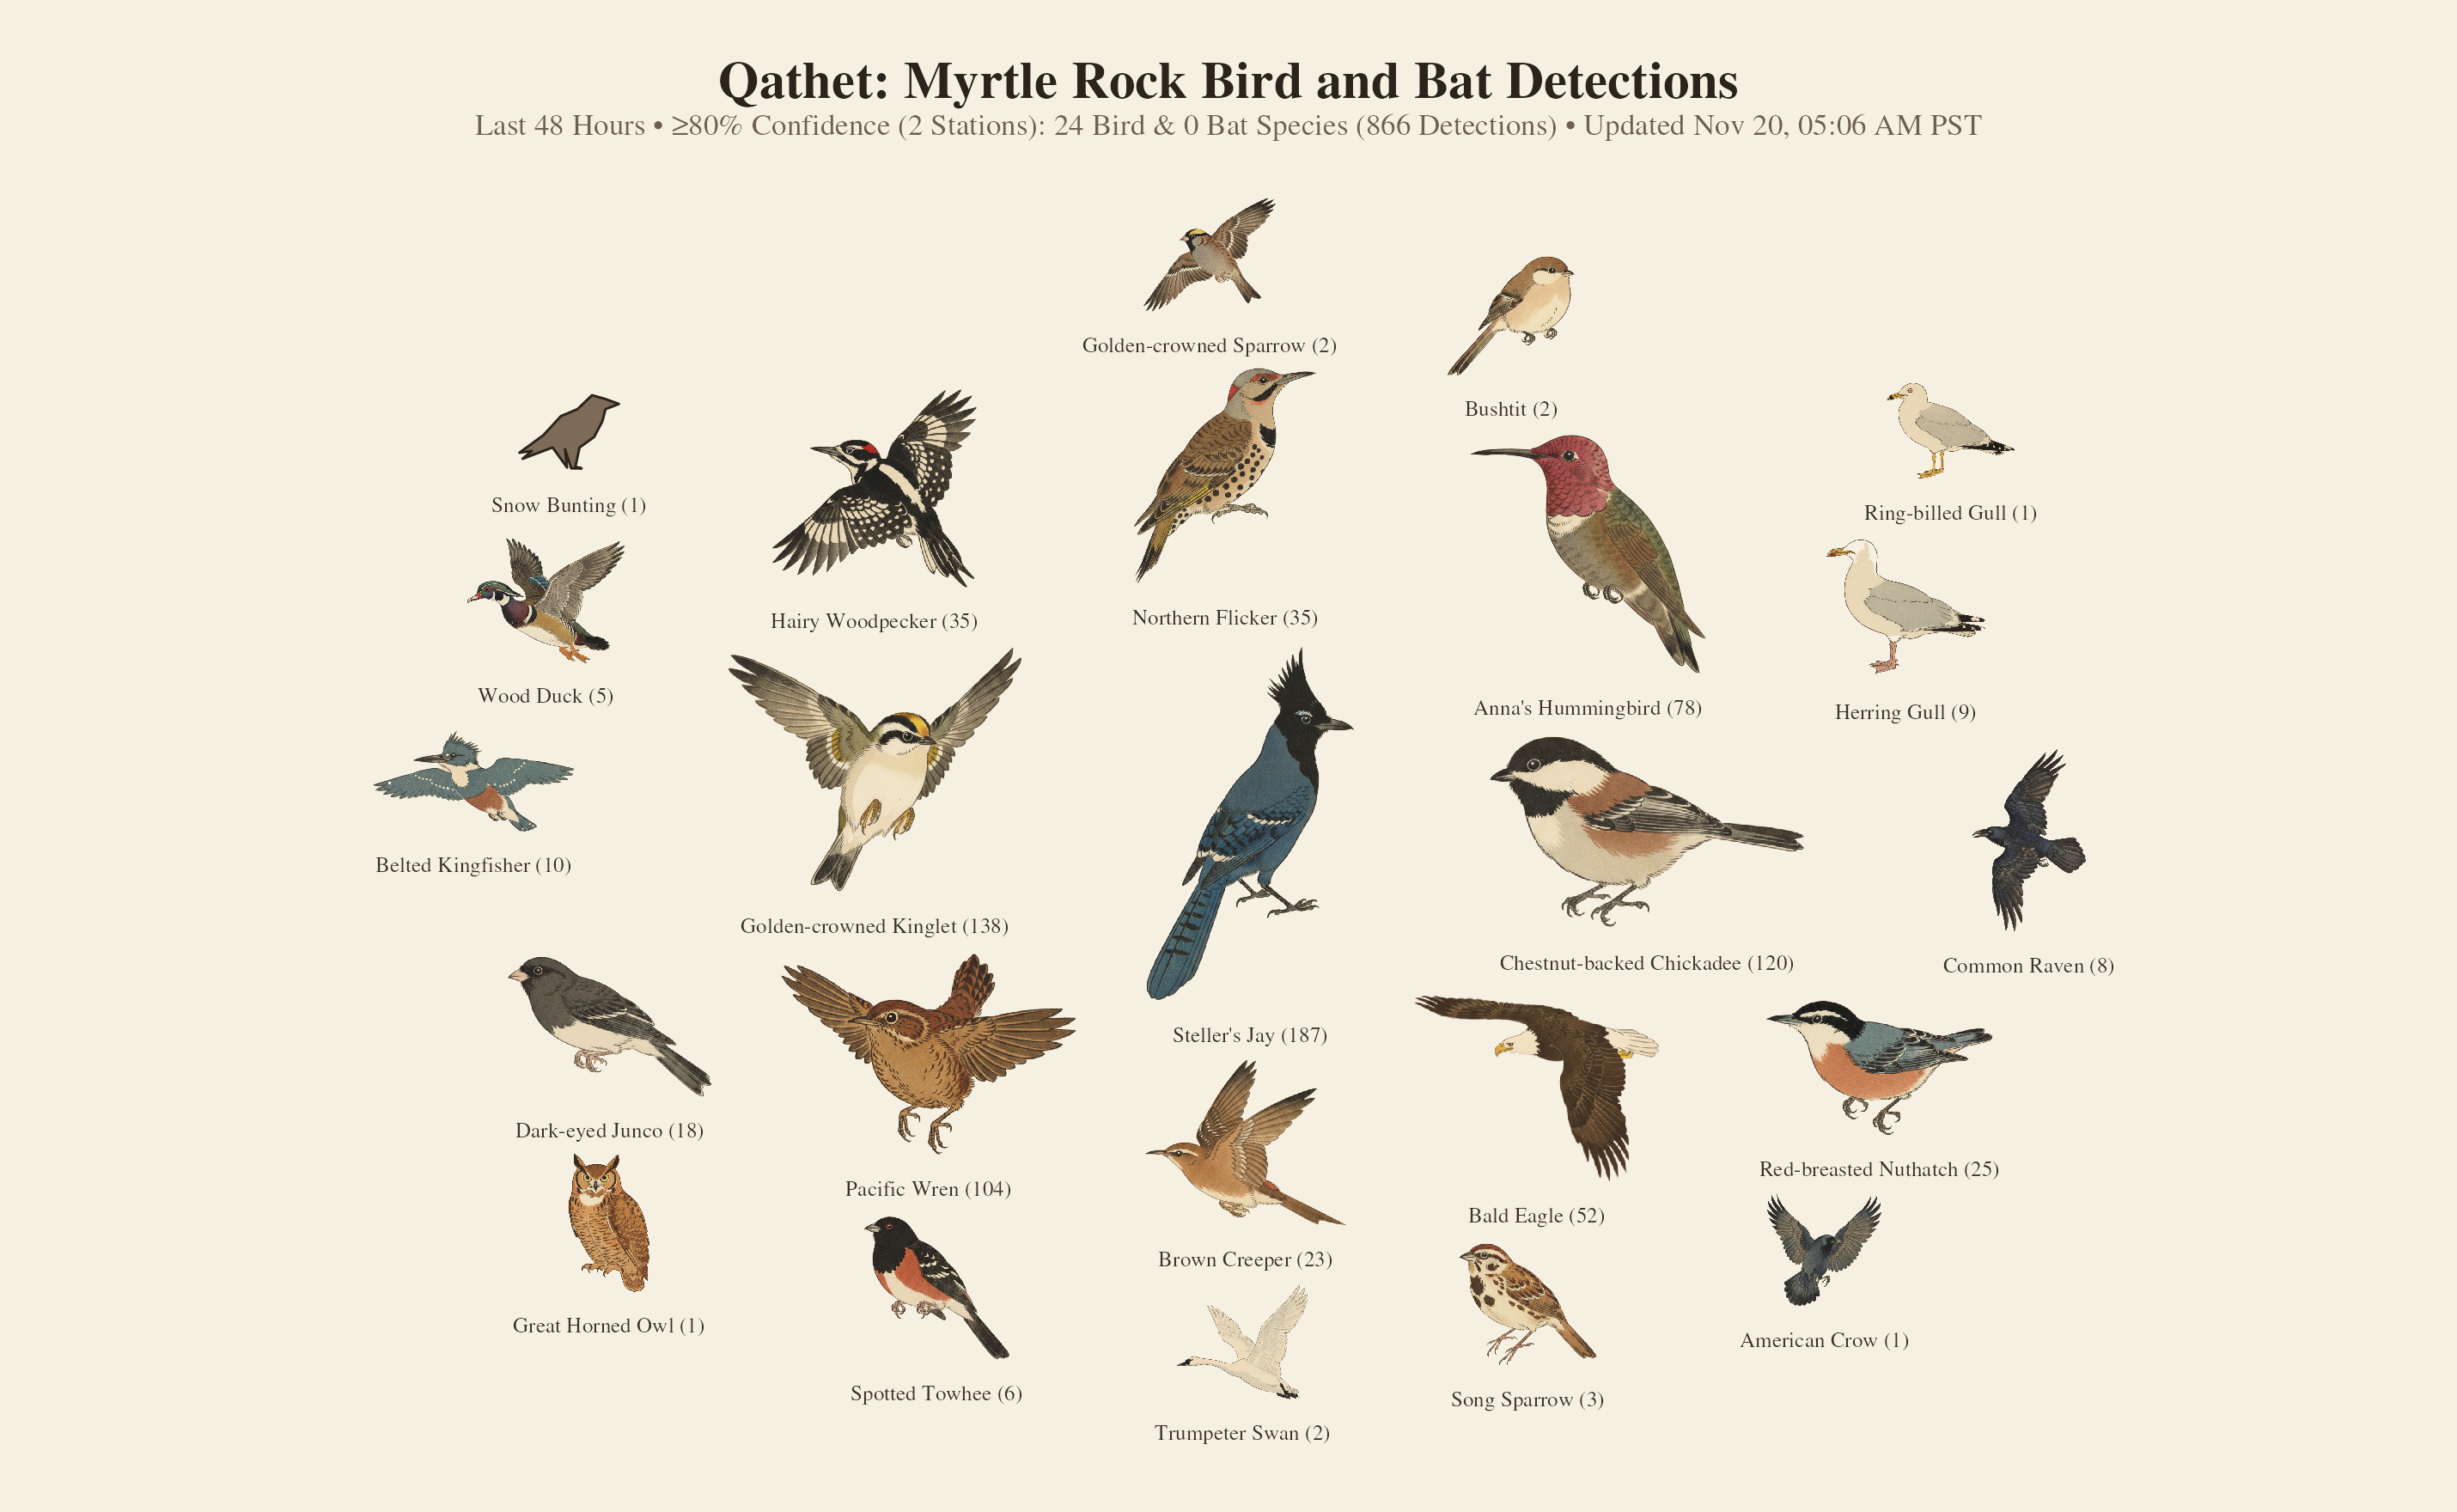 Qathet: Myrtle Rock Bird and Bat Detections
Last 48 Hours • ≥80% Confidence (2 Stations): 24 Bird & 0 Bat Species (866 Detections) • Updated Nov 20, 05:06 AM PST
Golden-crowned Sparrow (2)
Bushtit (2)
Snow Bunting (1)
Ring-billed Gull (1)
Hairy Woodpecker (35)
Northern Flicker (35)
Wood Duck (5)
Anna's Hummingbird (78)
Herring Gull (9)
Belted Kingfisher (10)
Golden-crowned Kinglet (138)
Chestnut-backed Chickadee (120)
Common Raven (8)
Steller's Jay (187)
Dark-eyed Junco (18)
Red-breasted Nuthatch (25)
Pacific Wren (104)
Bald Eagle (52)
Brown Creeper (23)
Great Horned Owl (1)
American Crow (1)
Spotted Towhee (6)
Song Sparrow (3)
Trumpeter Swan (2)